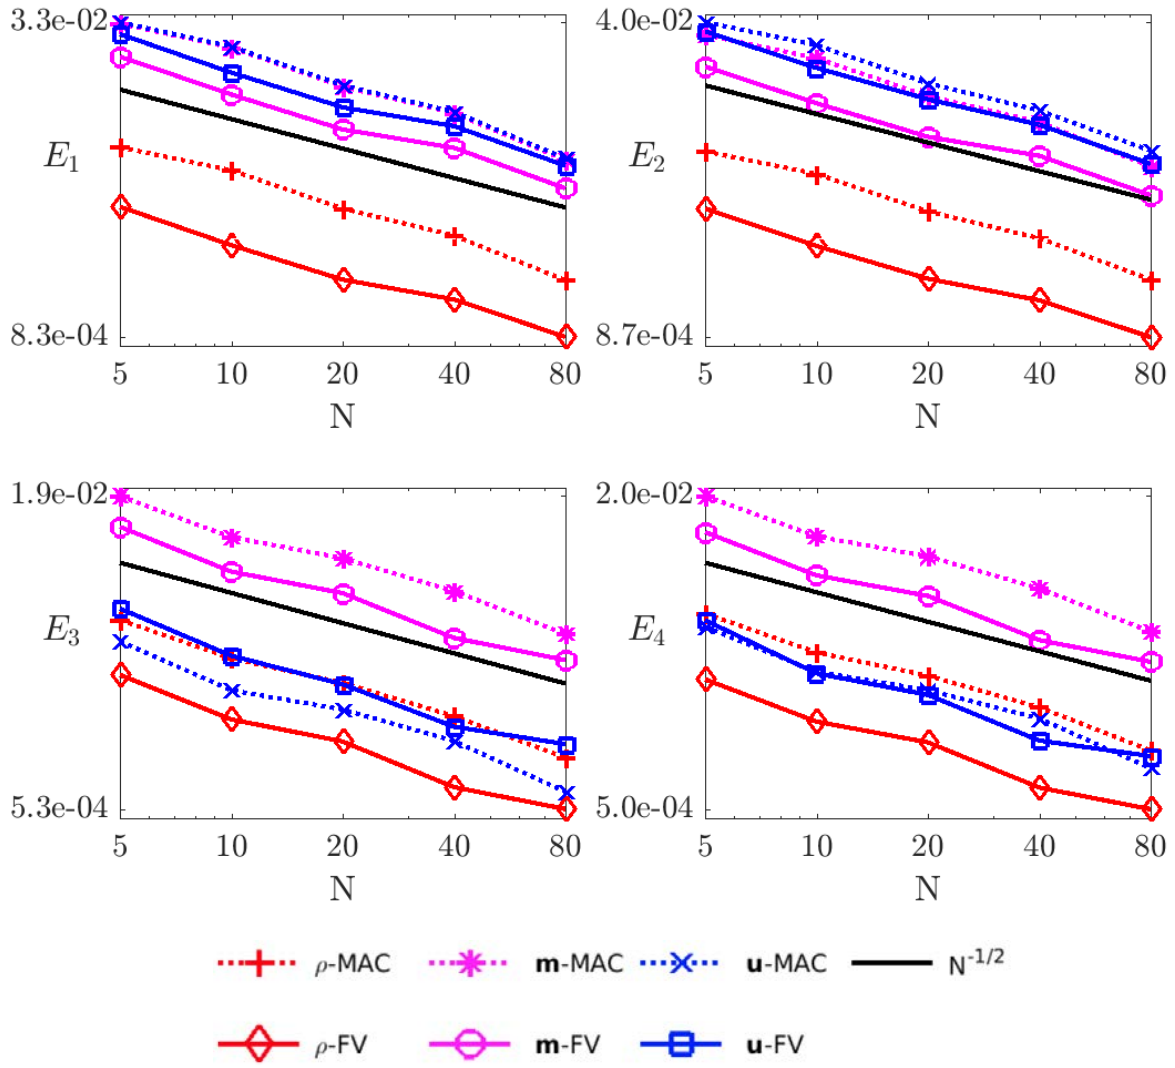 3.3e-02
E1
8.3e-04
5 10 20 40 80
N
4.0e-02
E2
8.7e-04
5 10 20 40 80
N
1.9e-02
E3
5.3e-04
5 10 20 40 80
N
2.0e-02
E4
5.0e-04
5 10 20 40 80
N
ρ-MAC m-MAC u-MAC N-1/2
ρ-FV m-FV u-FV